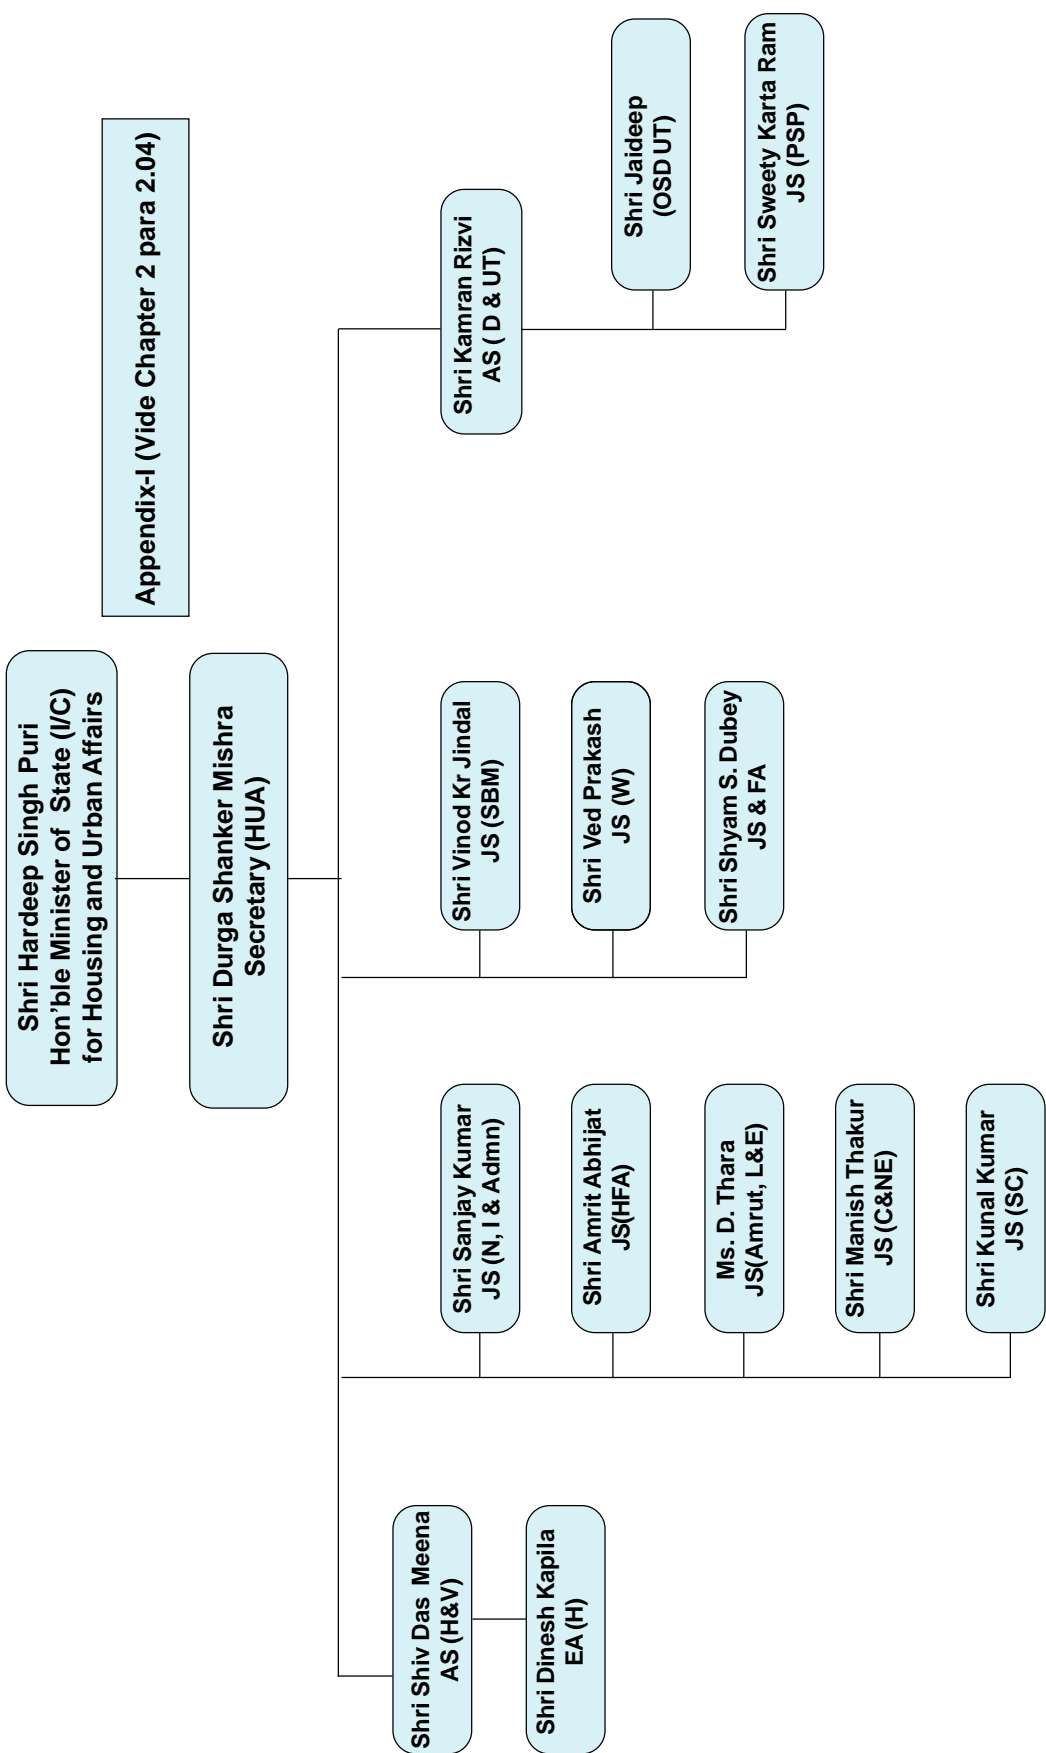 Shri Hardeep Singh Puri
Hon'ble Minister of State (I/C)
for Housing and Urban Affairs
Appendix-I (Vide Chapter 2 para 2.04)
Shri Durga Shanker Mishra
Secretary (HUA)
Shri Shiv Das Meena
AS (H&V)
Shri Dinesh Kapila
EA (H)
Shri Sanjay Kumar
JS (N, I & Admn)
Shri Amrit Abhijat
JS(HFA)
Ms. D. Thara
JS(Amrut, L&E)
Shri Manish Thakur
JS (C&NE)
Shri Kunal Kumar
JS (SC)
Shri Vinod Kr Jindal
JS (SBM)
Shri Ved Prakash
JS (W)
Shri Shyam S. Dubey
JS & FA
Shri Kamran Rizvi
AS ( D & UT)
Shri Jaideep
(OSD UT)
Shri Sweety Karta Ram
JS (PSP)